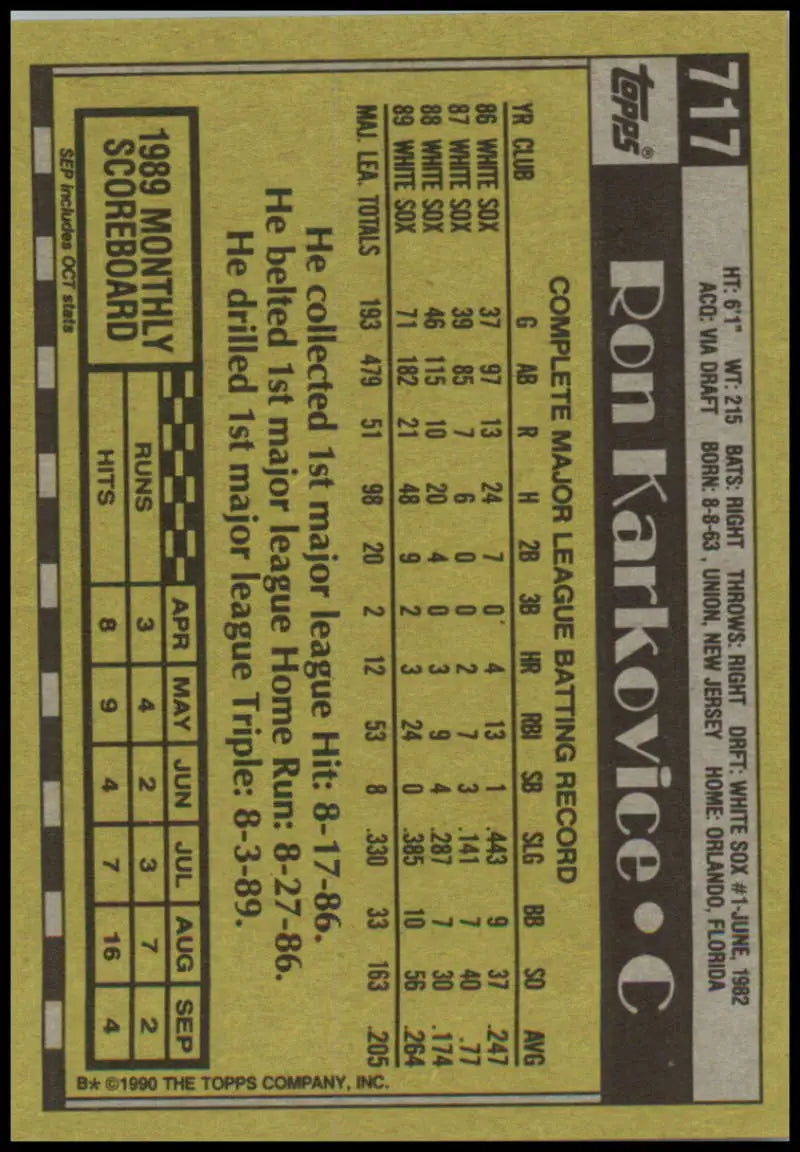 717
HT: 6'1" WT: 215 BATS: RIGHT THROWS: RIGHT DRFT: WHITE SOX #1-JUNE, 1982
ACQ: VIA DRAFT BORN: 8-8-63 , UNION, NEW JERSEY HOME: ORLANDO, FLORIDA
topps®
Ron Karkovice • C
COMPLETE MAJOR LEAGUE BATTING RECORD
YR CLUB G AB R H 2B 3B HR RBI SB SLG BB SO AVG
86 WHITE SOX 37 97 13 24 7 0 4 13 1 .443 9 37 .247
87 WHITE SOX 39 85 7 6 0 0 2 7 3 .141 7 40 .77
88 WHITE SOX 46 115 10 20 4 0 3 9 4 .287 7 30 .174
89 WHITE SOX 71 182 21 48 9 2 3 24 0 .385 10 56 .264
MAJ. LEA. TOTALS 193 479 51 98 20 2 12 53 8 .330 33 163 .205
He collected 1st major league Hit: 8-17-86.
He belted 1st major league Home Run: 8-27-86.
He drilled 1st major league Triple: 8-3-89.
1989 MONTHLY
SCOREBOARD
APR MAY JUN JUL AUG SEP
RUNS 3 4 2 3 7 2
HITS 8 9 4 7 16 4
SEP includes OCT stats
B* ©1990 THE TOPPS COMPANY, INC.